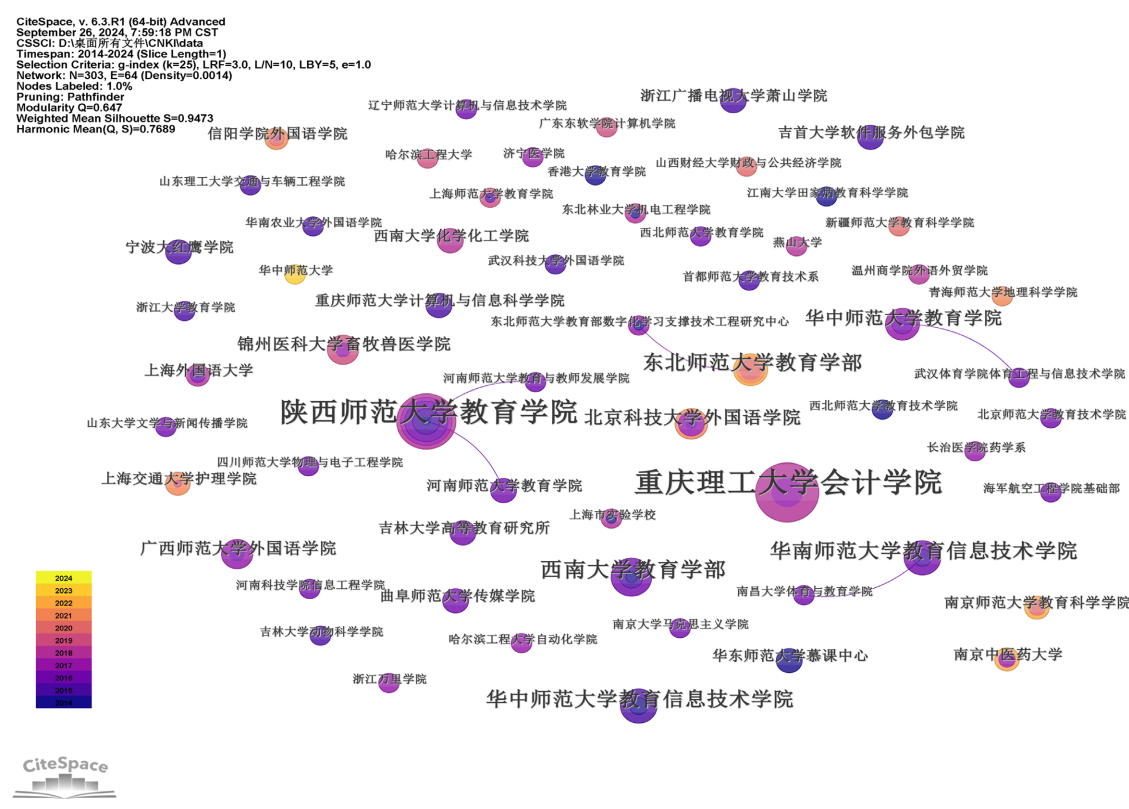 CiteSpace, v. 6.3.R1 (64-bit) Advanced
September 26, 2024, 7:59:18 PM CST
CSSCI: D:\桌面所有文件\CNKI\data
Timespan: 2014-2024 (Slice Length=1)
Selection Criteria: g-index (k=25), LRF=3.0, L/N=10, LBY=5, e=1.0
Network: N=303, E=64 (Density=0.0014)
Nodes Labeled: 1.0%
Pruning: Pathfinder
Modularity Q=0.647
Weighted Mean Silhouette S=0.9473
Harmonic Mean(Q, S)=0.7689
浙江广播电视大学萧山学院
辽宁师范大学计算机与信息技术学院
广东东软学院计算机学院
信阳学院外国语学院
吉首大学软件服务外包学院
哈尔滨工程大学
济宁医学院
山西财经大学财政与公共经济学院
香港大学教育学院
山东理工大学交通与车辆工程学院
上海师范大学教育学院
江南大学田家炳教育科学学院
东北林业大学机电工程学院
华南农业大学外国语学院
新疆师范大学教育科学学院
西南大学化学化工学院
西北师范大学教育学院
燕山大学
宁波大红鹰学院
武汉科技大学外国语学院
华中师范大学
温州商学院外语外贸学院
首都师范大学教育技术系
青海师范大学地理科学学院
重庆师范大学计算机与信息科学学院
浙江大学教育学院
东北师范大学教育部数字化学习支撑技术工程研究中心
华中师范大学教育学院
锦州医科大学畜牧兽医学院
东北师范大学教育学部
上海外国语大学
河南师范大学教育与教师发展学院
武汉体育学院体育工程与信息技术学院
陕西师范大学教育学院
西北师范大学教育技术学院
北京科技大学外国语学院
北京师范大学教育技术学院
山东大学文学与新闻传播学院
长治医学院药学系
四川师范大学物理与电子工程学院
上海交通大学护理学院
重庆理工大学会计学院
河南师范大学教育学院
海军航空工程学院基础部
上海市实验学校
吉林大学高等教育研究所
广西师范大学外国语学院
华南师范大学教育信息技术学院
西南大学教育学部
河南科技学院信息工程学院
南昌大学体育与教育学院
曲阜师范大学传媒学院
南京师范大学教育科学学院
南京大学马克思主义学院
吉林大学动物科学学院
哈尔滨工程大学自动化学院
华东师范大学慕课中心
南京中医药大学
浙江万里学院
华中师范大学教育信息技术学院
2024
2023
2022
2021
2020
2019
2018
2017
2016
2015
2014
CiteSpace